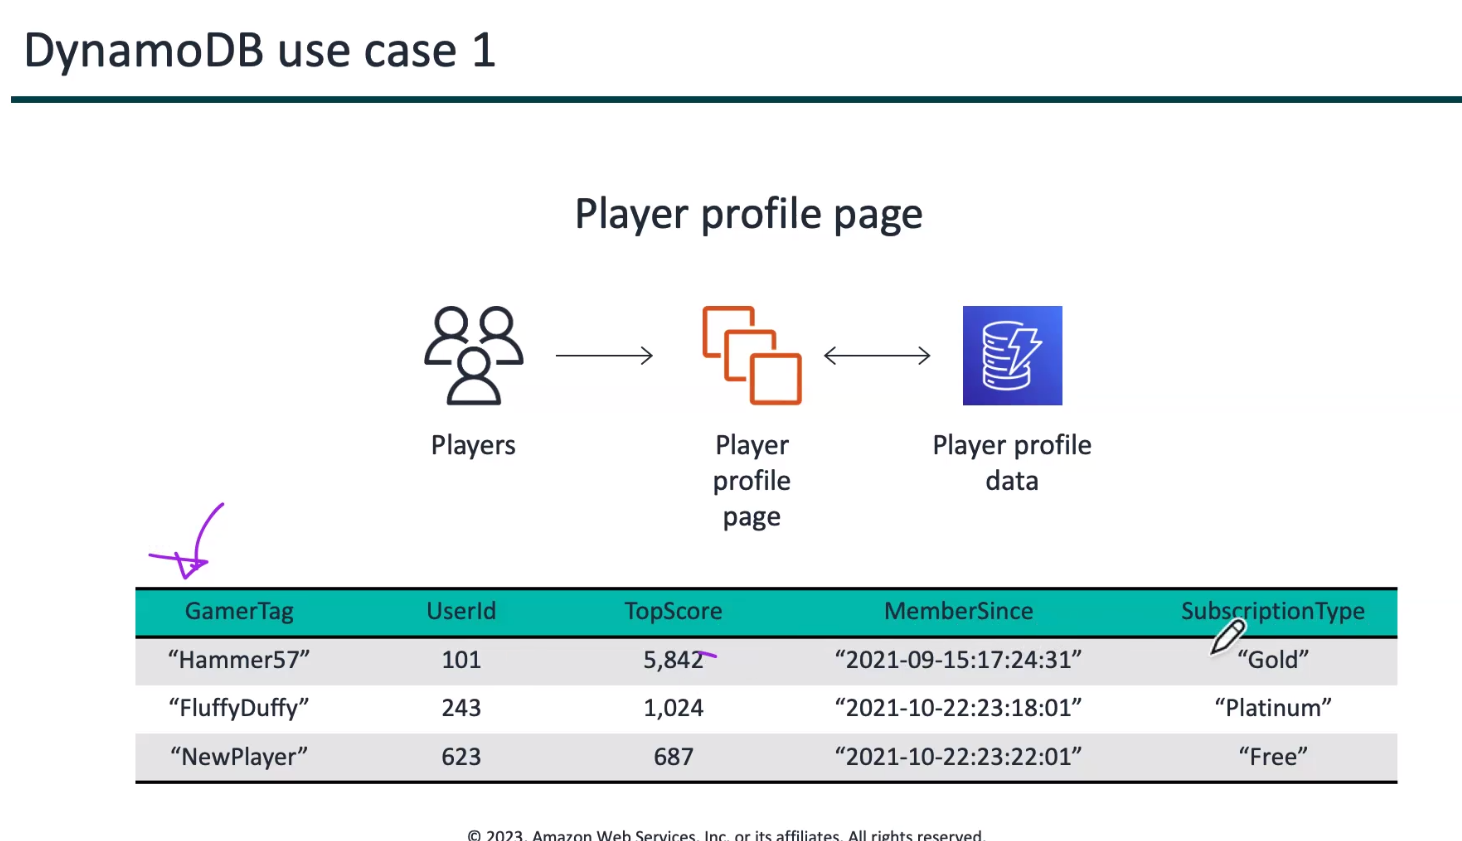 DynamoDB use case 1
Player profile page
Players
Player
profile
page
Player profile
data
GamerTag UserId TopScore MemberSince SubscriptionType
“Hammer57” 101 5,842 “2021-09-15:17:24:31” “Gold”
“FluffyDuffy” 243 1,024 “2021-10-22:23:18:01” “Platinum”
“NewPlayer” 623 687 “2021-10-22:23:22:01” “Free”
© 2023, Amazon Web Services, Inc. or its affiliates. All rights reserved.